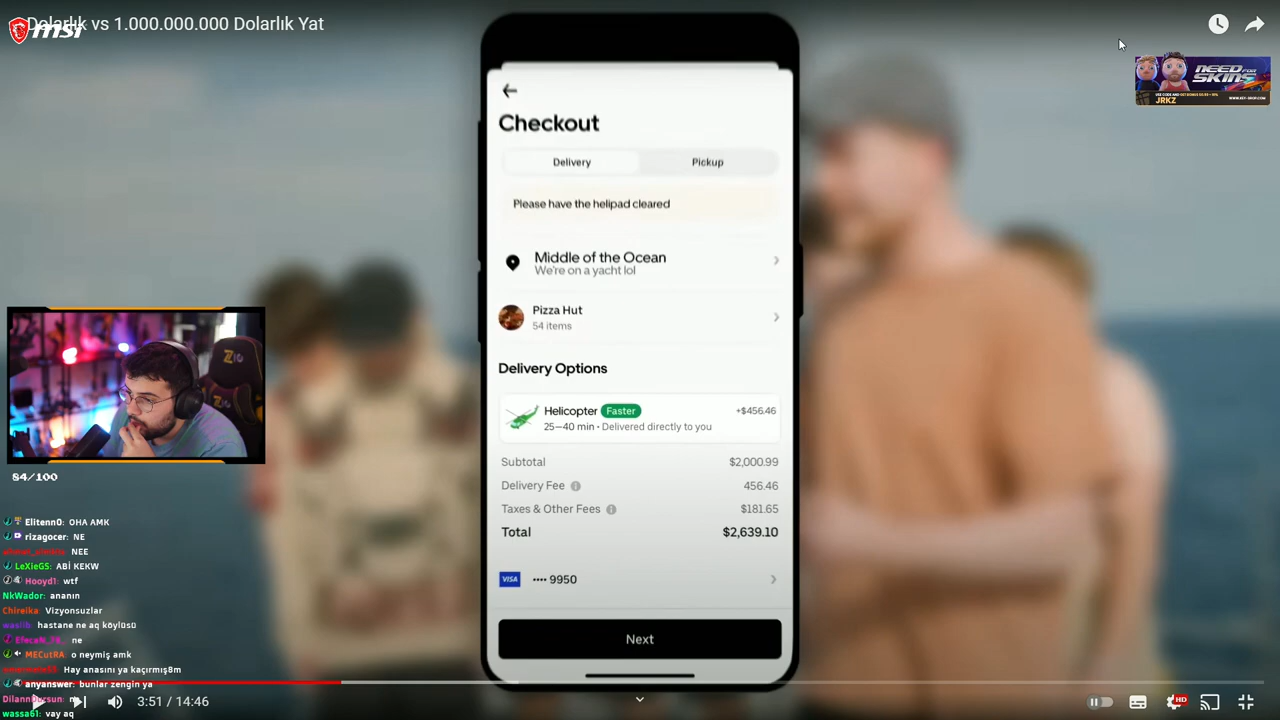 Dolarlık vs 1.000.000.000 Dolarlık Yat
msi
NEED FOR
SKINS
JRKZ
Checkout
Delivery
Pickup
Please have the helipad cleared
Middle of the Ocean
We're on a yacht lol
Pizza Hut
54 items
Delivery Options
Helicopter Faster +$456.46
25—40 min • Delivered directly to you
Subtotal $2,000.99
Delivery Fee 456.46
Taxes & Other Fees $181.65
Total $2,639.10
VISA •••• 9950
Next
84/100
Elitenn0: OHA AMK
rizagocer: NE
NEE
LeXieGS: ABİ KEKW
Hooyd1: wtf
NkWador: ananın
Chireika: Vizyonsuzlar
waslib: hastane ne aq köylüsü
ne
MECutRA: o neymiş amk
Hay anasını ya kaçırmış8m
anyanswer: bunlar zengin ya
wassa61: vay aq
3:51 / 14:46
HD